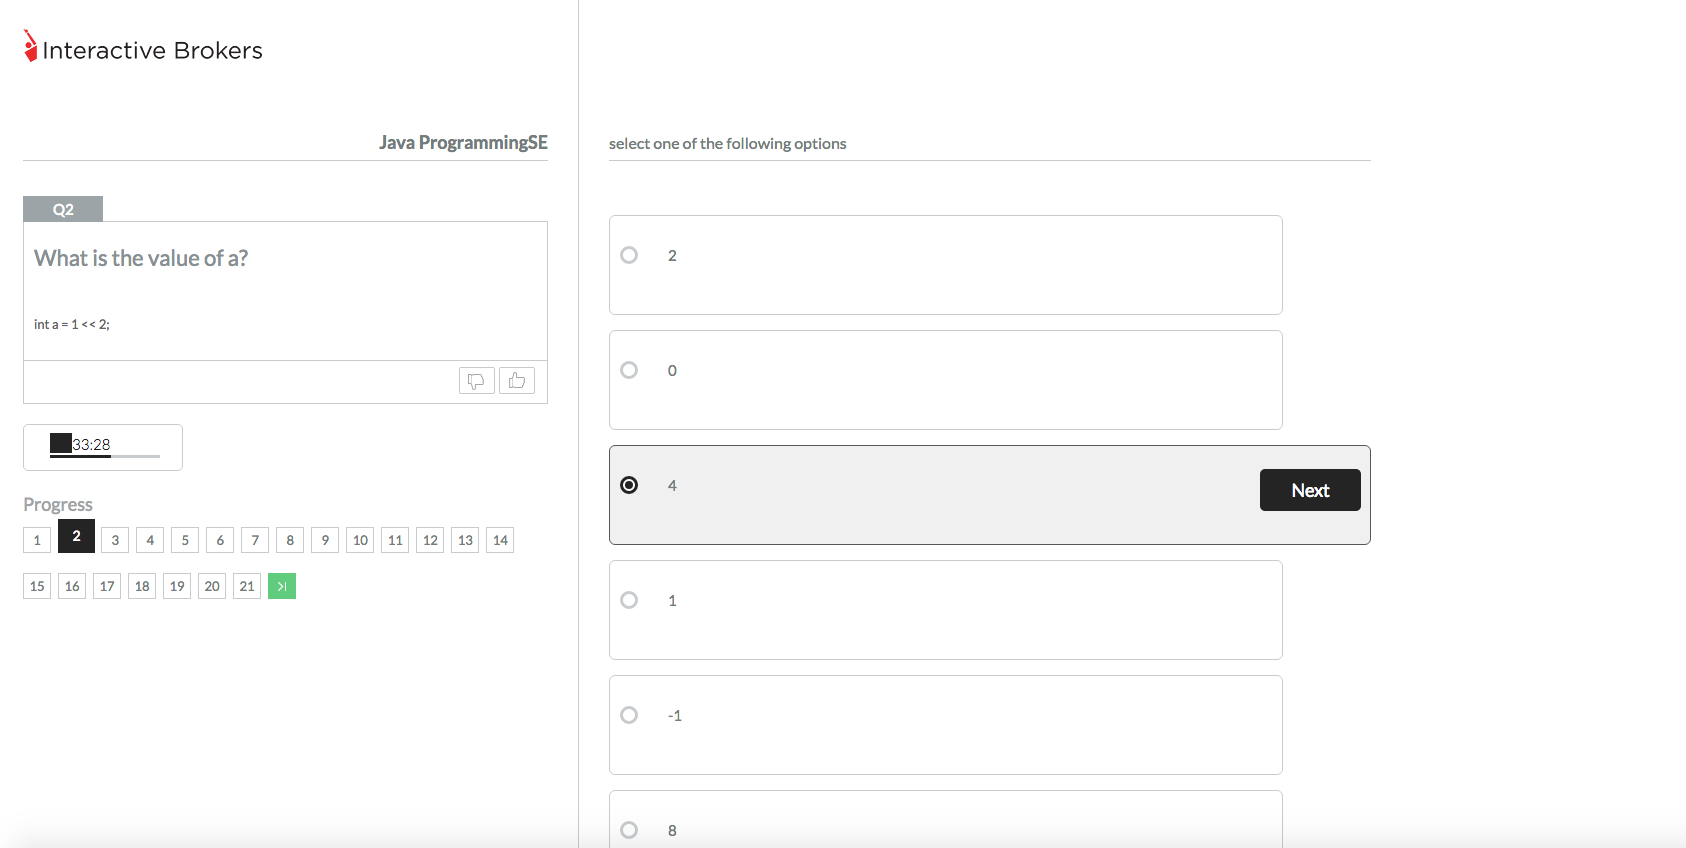 Interactive Brokers
Java ProgrammingSE
Q2
What is the value of a?
int a = 1 << 2;
33:28
Progress
1 2 3 4 5 6 7 8 9 10 11 12 13 14
15 16 17 18 19 20 21 >|
select one of the following options
2
0
4
Next
1
-1
8